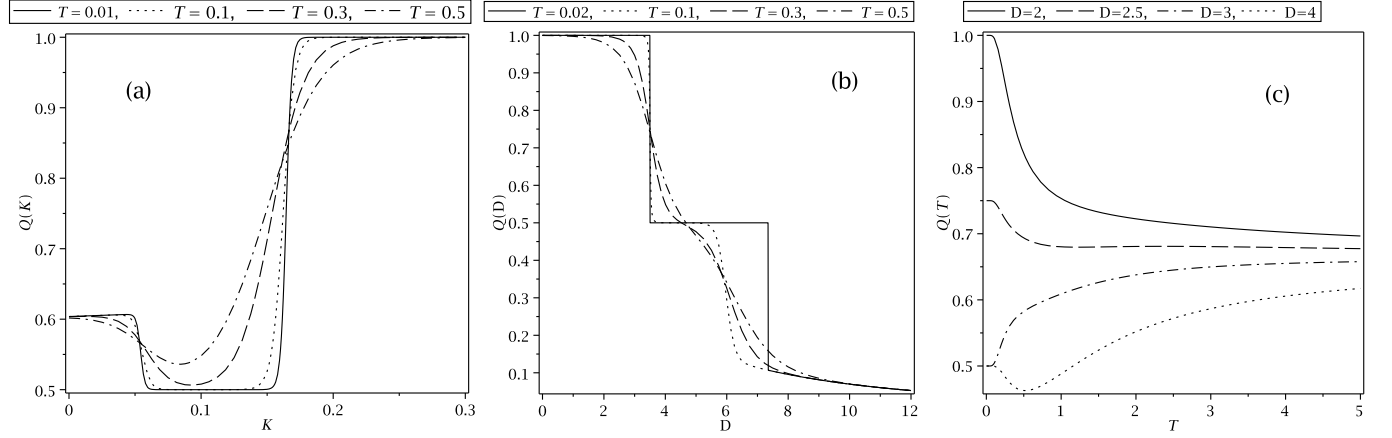 T = 0.01, T = 0.1, T = 0.3, T = 0.5
1.0
0.9
0.8
0.7
0.6
0.5
Q(K)
(a)
0 0.1 0.2 0.3
K
T = 0.02, T = 0.1, T = 0.3, T = 0.5
1.0
0.9
0.8
0.7
0.6
0.5
0.4
0.3
0.2
0.1
Q(D)
(b)
0 2 4 6 8 10 12
D
D=2, D=2.5, D=3, D=4
1.0
0.9
0.8
0.7
0.6
0.5
Q(T)
(c)
0 1 2 3 4 5
T